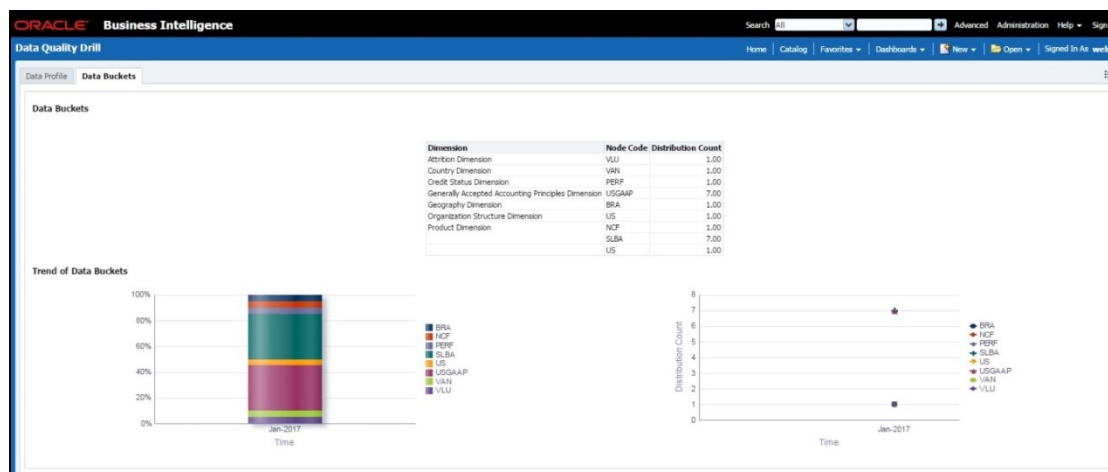 ORACLE Business Intelligence
Search All Advanced Administration Help Sign
Data Quality Drill
Home Catalog Favorites Dashboards New Open Signed In As web
Data Profile Data Buckets
Data Buckets
Dimension Node Code Distribution Count
Attrition Dimension VLU 1.00
Country Dimension VAN 1.00
Credit Status Dimension PERF 1.00
Generally Accepted Accounting Principles Dimension USGAAP 7.00
Geography Dimension BRA 1.00
Organization Structure Dimension US 1.00
Product Dimension NCF 1.00
SLBA 7.00
US 1.00
Trend of Data Buckets
100%
80%
60%
40%
20%
0%
Jan-2017
Time
BRA
NCF
PERF
SLBA
US
USGAAP
VAN
VLU
Distribution Count
8
7
6
5
4
3
2
1
0
Jan-2017
Time
BRA
NCF
PERF
SLBA
US
USGAAP
VAN
VLU